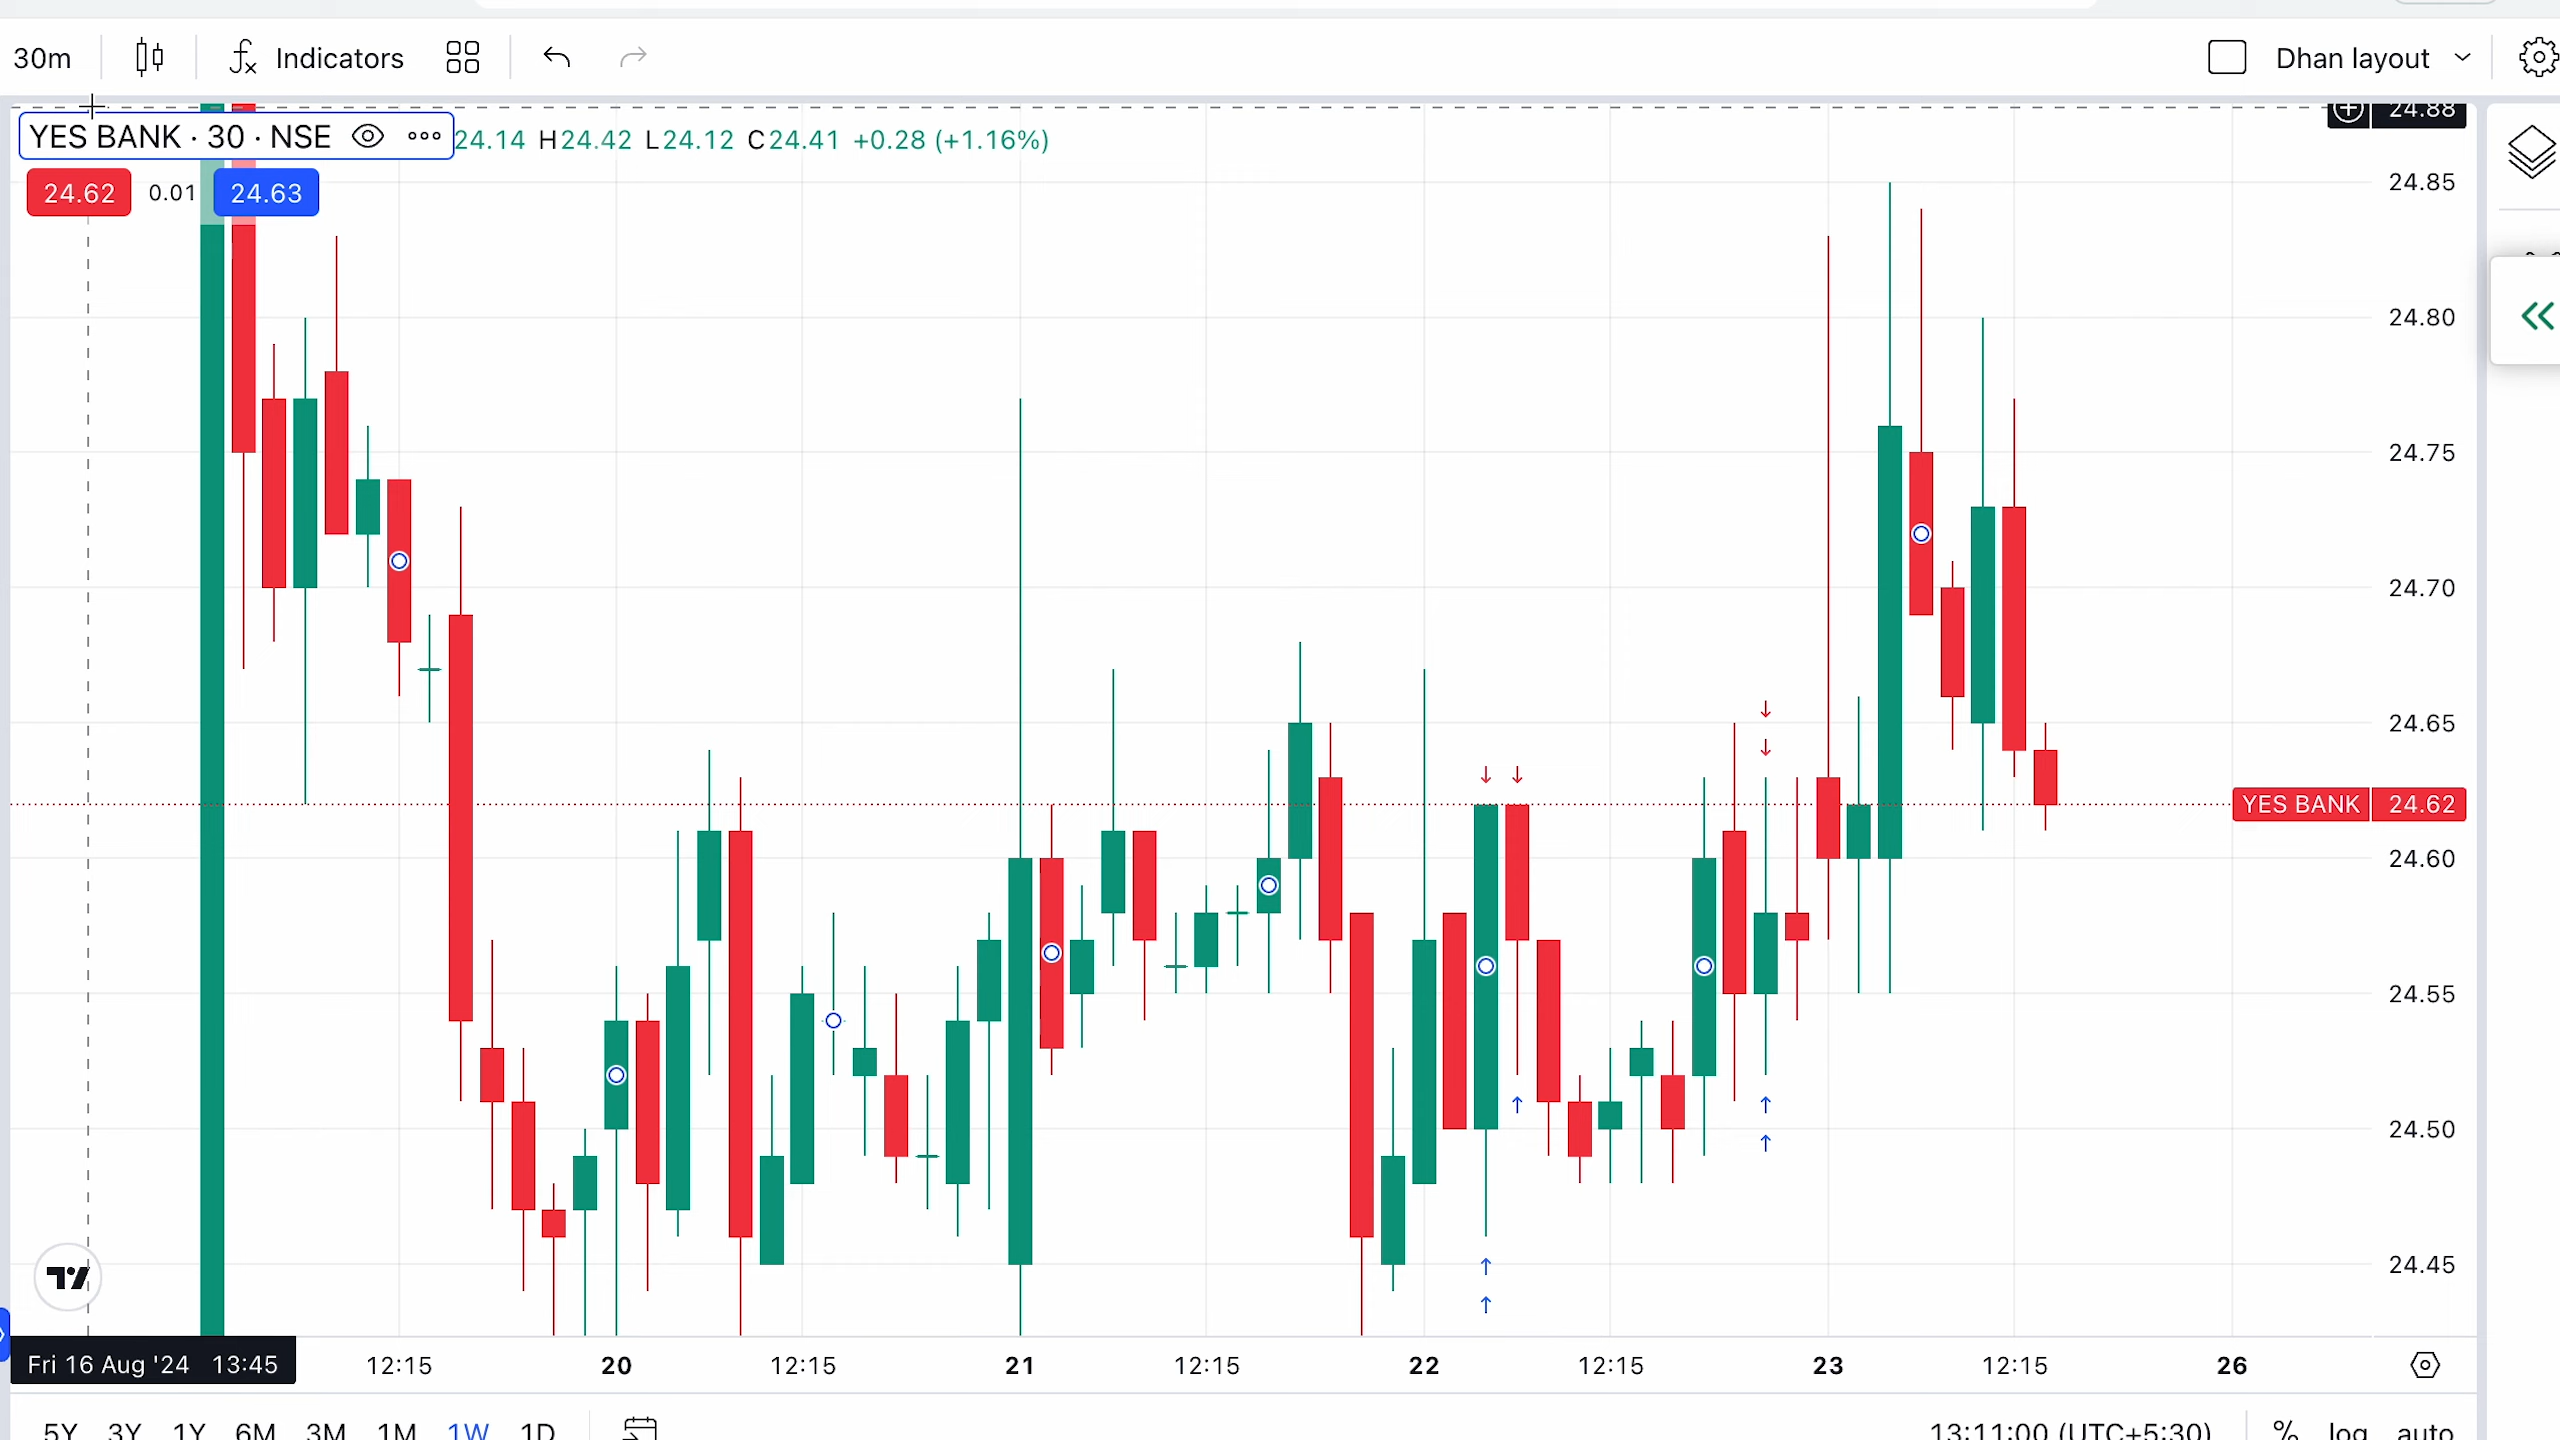 30m Indicators Dhan layout
24.88
YES BANK · 30 · NSE 24.14 H24.42 L24.12 C24.41 +0.28 (+1.16%)
24.62 0.01 24.63
24.85
24.80
24.75
24.70
24.65
YES BANK 24.62
24.60
24.55
24.50
24.45
Fri 16 Aug '24 13:45 12:15 20 12:15 21 12:15 22 12:15 23 12:15 26
5Y 3Y 1Y 6M 3M 1M 1W 1D 13:11:00 (UTC+5:30) % log auto